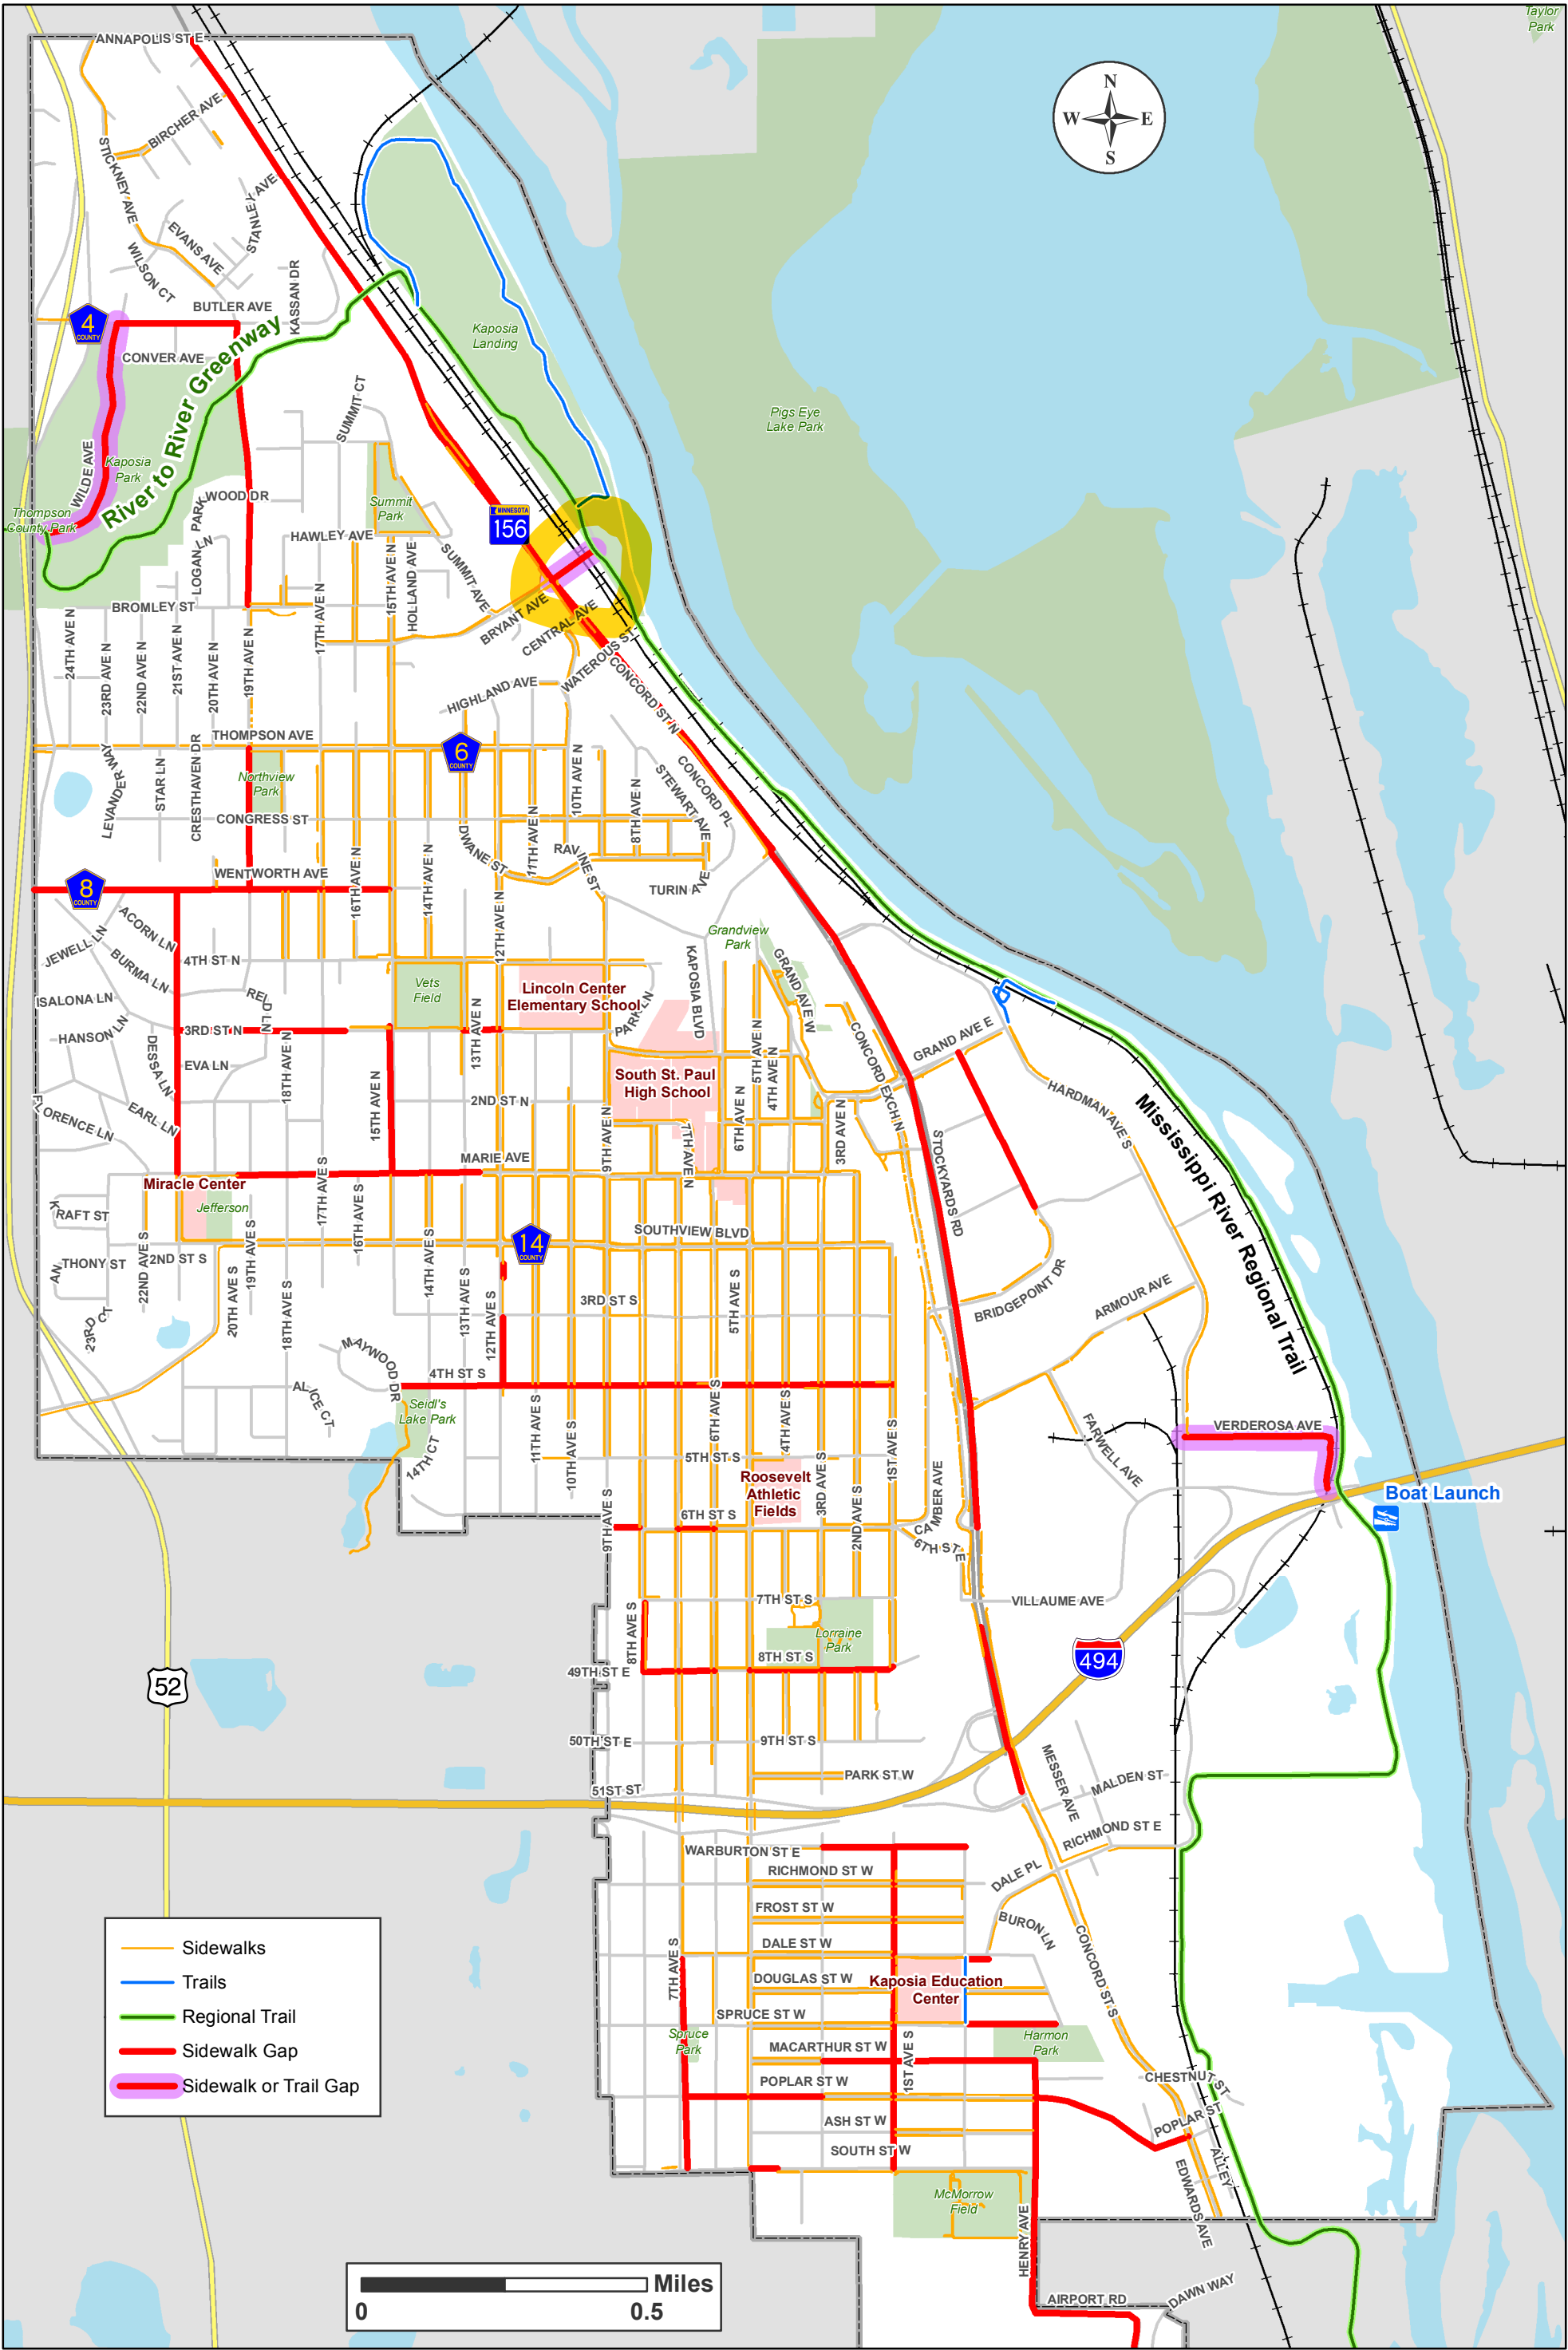 Taylor
Park
ANNAPOLIS ST E
N
W
E
S
BIRCHER AVE
STICKNEY AVE
STANLEY AVE
EVANS AVE
WILSON CT
KASSAN DR
BUTLER AVE
4
COUNTY
CONVER AVE
River to River Greenway
Kaposia
Landing
SUMMIT CT
Pigs Eye
Lake Park
WILDE AVE
Kaposia
Park
WOOD DR
Summit
Park
MINNESOTA
156
Thompson
County Park
LOGAN LN
PARK
HAWLEY AVE
SUMMIT AVE
HOLLAND AVE
15TH AVE N
17TH AVE N
BROMLEY ST
BRYANT AVE
CENTRAL AVE
WATEROUS ST
CONCORD ST N
24TH AVE N
23RD AVE N
22ND AVE N
21ST AVE N
20TH AVE N
19TH AVE N
HIGHLAND AVE
THOMPSON AVE
6
COUNTY
Northview
Park
LEVANDER WAY
STAR LN
CRESTHAVEN DR
CONGRESS ST
10TH AVE N
8TH AVE N
STEWART AVE
CONCORD PL
DWANE ST
11TH AVE N
RAVINE ST
TURIN AVE
WENTWORTH AVE
8
COUNTY
16TH AVE N
14TH AVE N
12TH AVE N
ACORN LN
JEWELL LN
BURMA LN
4TH ST N
Grandview
Park
KAPOSIA BLVD
GRAND AVE W
Vets
Field
Lincoln Center
Elementary School
PARK LN
ISALONA LN
REID LN
HANSON LN
3RD ST N
DESSA LN
EVA LN
18TH AVE N
13TH AVE N
South St. Paul
High School
5TH AVE N
4TH AVE N
CONCORD EXCH N
GRAND AVE E
HARDMAN AVE S
Mississippi River Regional Trail
FLORENCE LN
EARL LN
15TH AVE N
2ND ST N
9TH AVE N
7TH AVE N
6TH AVE N
3RD AVE N
STOCKYARDS RD
MARIE AVE
Miracle Center
Jefferson
KRAFT ST
17TH AVE S
16TH AVE S
SOUTHVIEW BLVD
14
COUNTY
ANTHONY ST
2ND ST S
22ND AVE S
23RD CT
20TH AVE S
19TH AVE S
18TH AVE S
14TH AVE S
13TH AVE S
12TH AVE S
3RD ST S
5TH AVE S
BRIDGEPOINT DR
ARMOUR AVE
MAYWOOD DR
4TH ST S
ALICE CT
Seidl's
Lake Park
14TH CT
11TH AVE S
10TH AVE S
6TH AVE S
4TH AVE S
5TH ST S
3RD AVE S
1ST AVE S
2ND AVE S
FARWELL AVE
VERDEROSA AVE
Boat Launch
Roosevelt
Athletic
Fields
9TH AVE S
6TH ST S
CAMBER AVE
6TH ST E
VILLAUME AVE
7TH ST S
8TH AVE S
Lorraine
Park
8TH ST S
49TH ST E
494
52
50TH ST E
9TH ST S
PARK ST W
51ST ST
MESSER AVE
MALDEN ST
RICHMOND ST E
WARBURTON ST E
RICHMOND ST W
DALE PL
FROST ST W
BURON LN
DALE ST W
CONCORD ST S
7TH AVE S
DOUGLAS ST W
Kaposia Education
Center
SPRUCE ST W
Spruce
Park
Harmon
Park
MACARTHUR ST W
1ST AVE S
POPLAR ST W
CHESTNUT ST
POPLAR ST
ASH ST W
SOUTH ST W
ALLEY
EDWARDS AVE
McMorrow
Field
HENRY AVE
AIRPORT RD
DAWN WAY
Sidewalks
Trails
Regional Trail
Sidewalk Gap
Sidewalk or Trail Gap
Miles
0
0.5